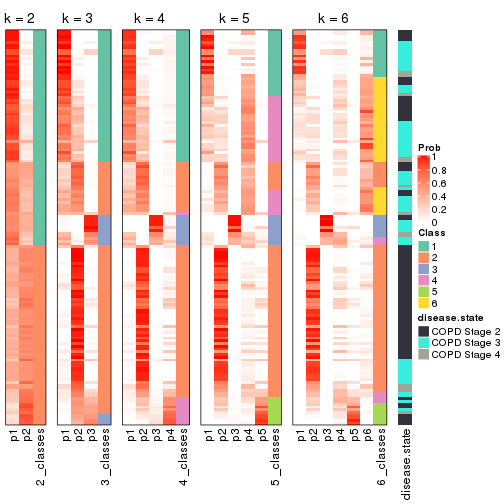 k = 2 k = 3 k = 4 k = 5 k = 6
Prob
1
0.8
0.6
0.4
0.2
0
Class
1
2
3
4
5
6
disease.state
COPD Stage 2
COPD Stage 3
COPD Stage 4
p1 p2 2_classes p1 p2 p3 3_classes p1 p2 p3 p4 4_classes p1 p2 p3 p4 p5 5_classes p1 p2 p3 p4 p5 p6 6_classes disease.state